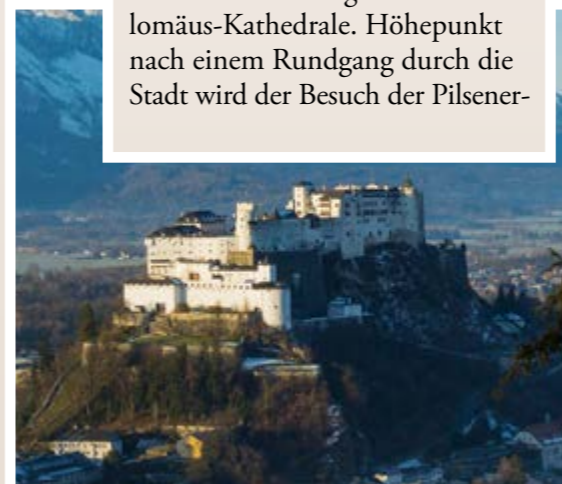 lomäus-Kathedrale. Höhepunkt
nach einem Rundgang durch die
Stadt wird der Besuch der Pilsener-